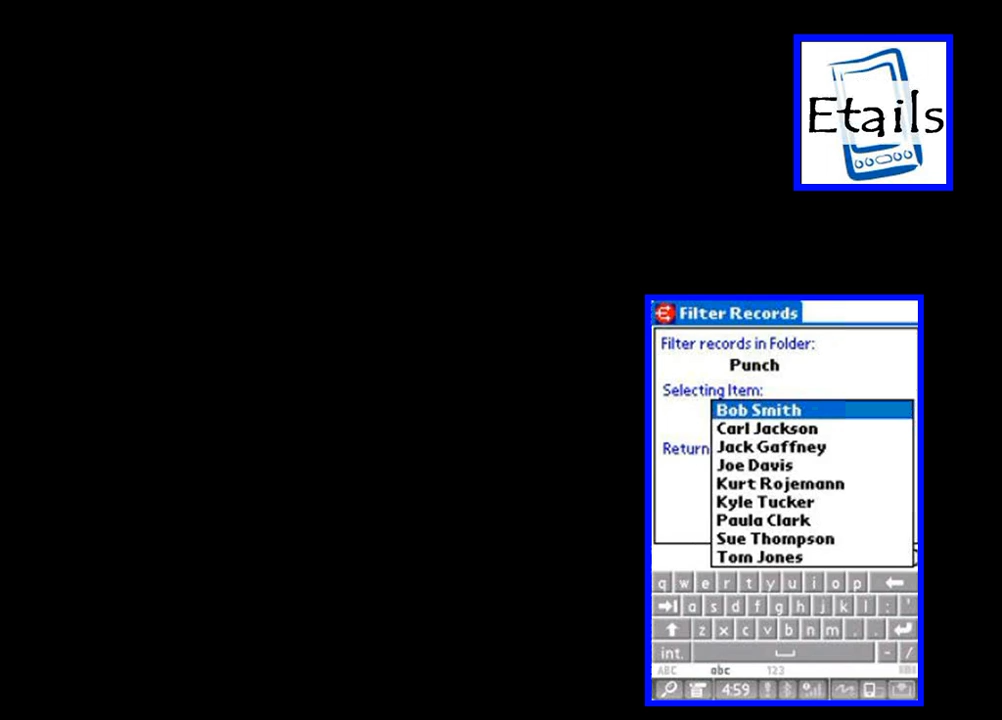 Etails
Filter Records
Filter records in Folder:
Punch
Selecting Item:
Bob Smith
Carl Jackson
Return
Jack Gaffney
Joe Davis
Kurt Rojemann
Kyle Tucker
Paula Clark
Sue Thompson
Tom Jones
q w e r t y u i o p
a s d f g h j k l ; '
z x c v b n m , .
int. - /
ABC abc 123
4:59